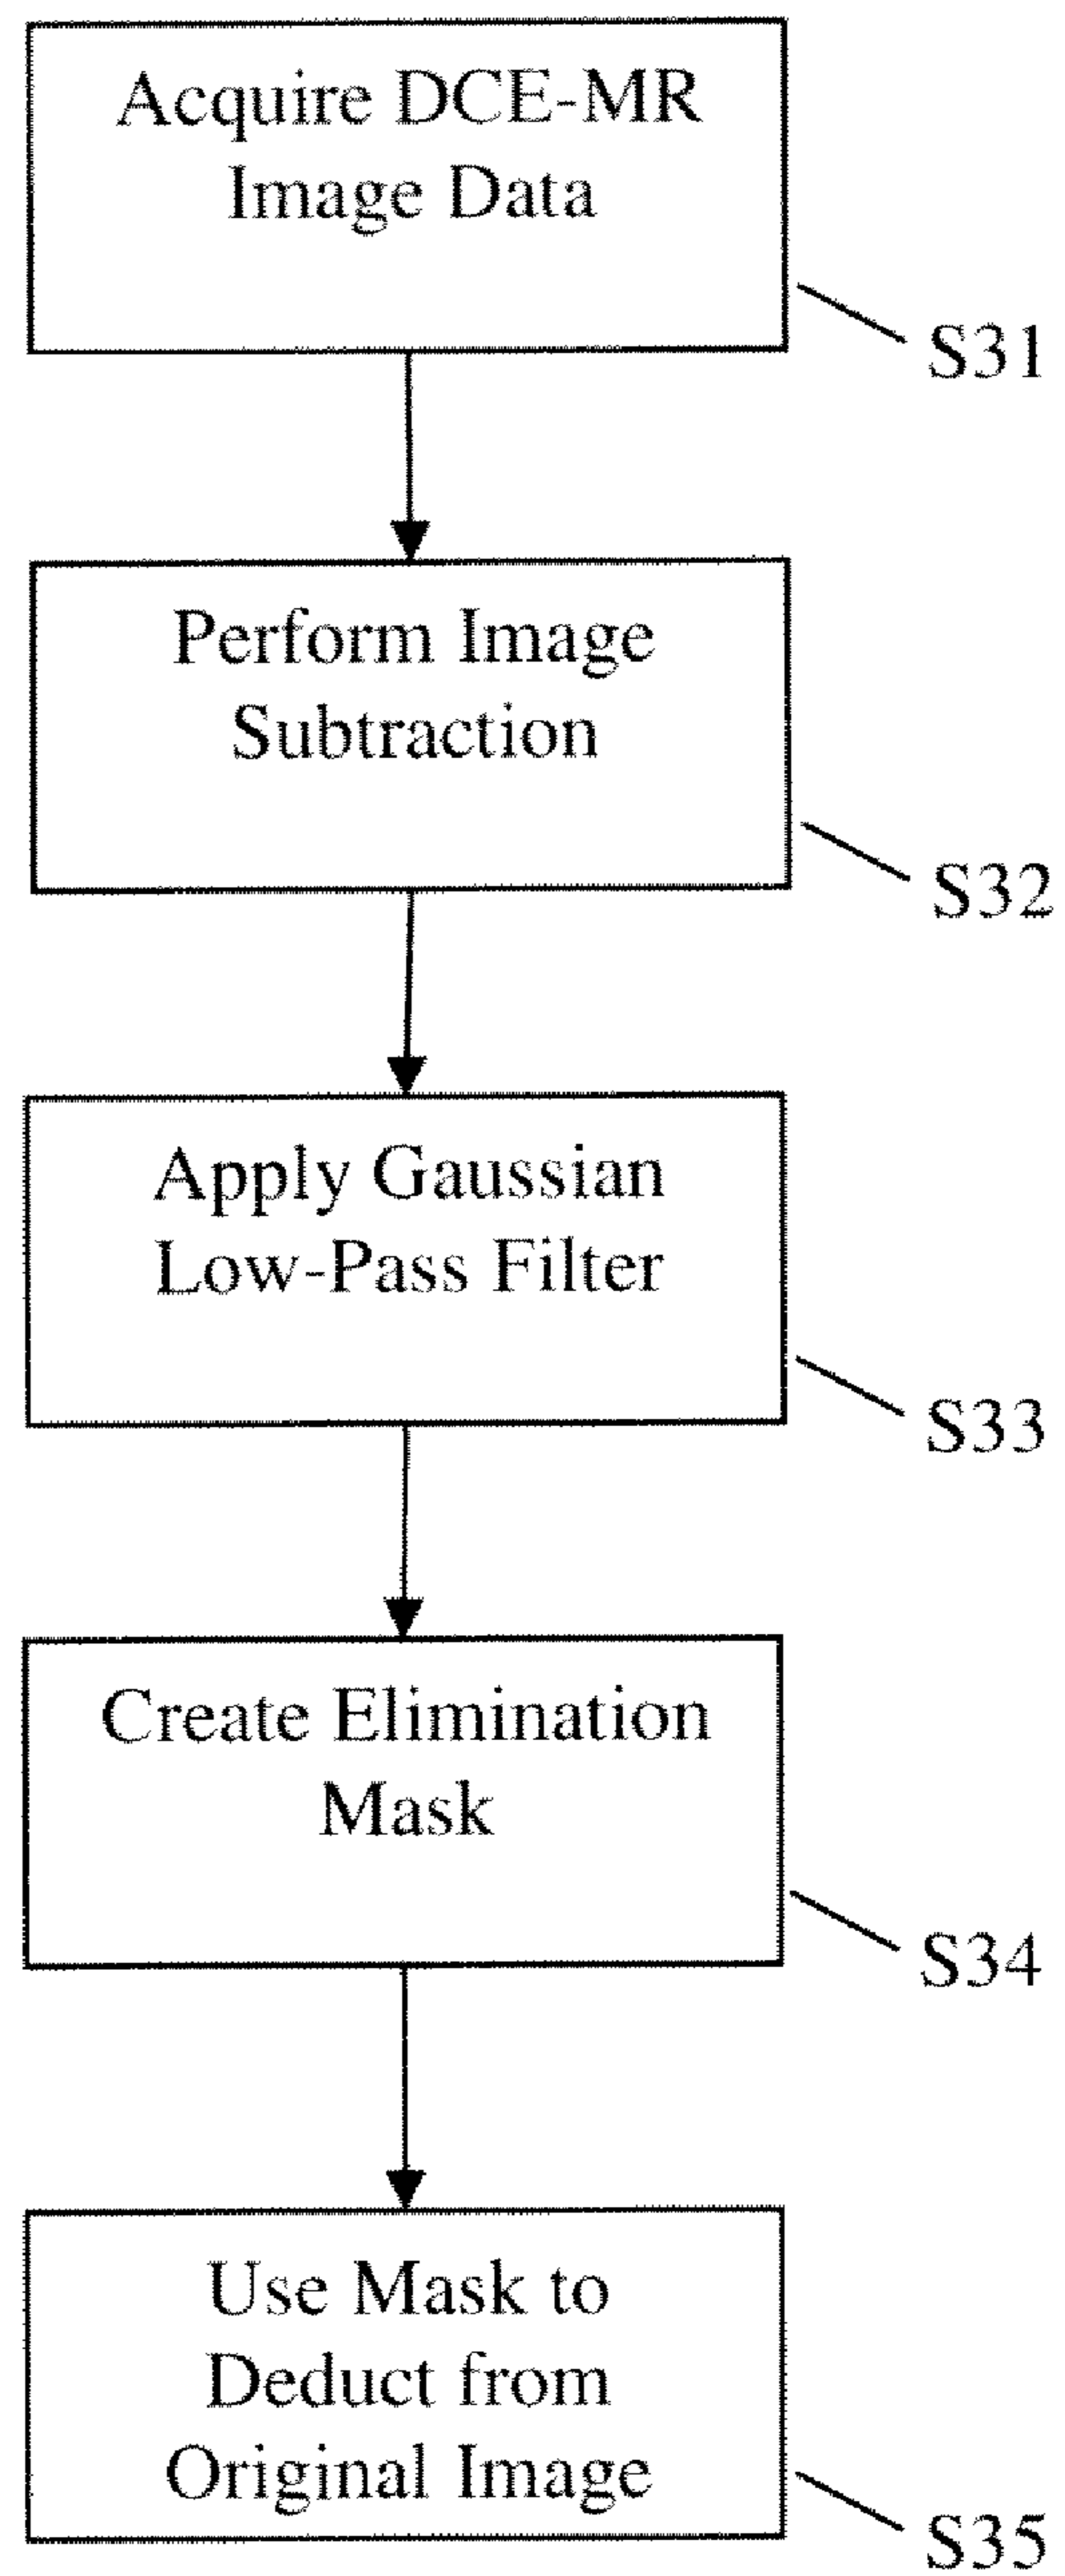 Acquire DCE-MR
Image Data
S31
Perform Image
Subtraction
S32
Apply Gaussian
Low-Pass Filter
S33
Create Elimination
Mask
S34
Use Mask to
Deduct from
Original Image
S35